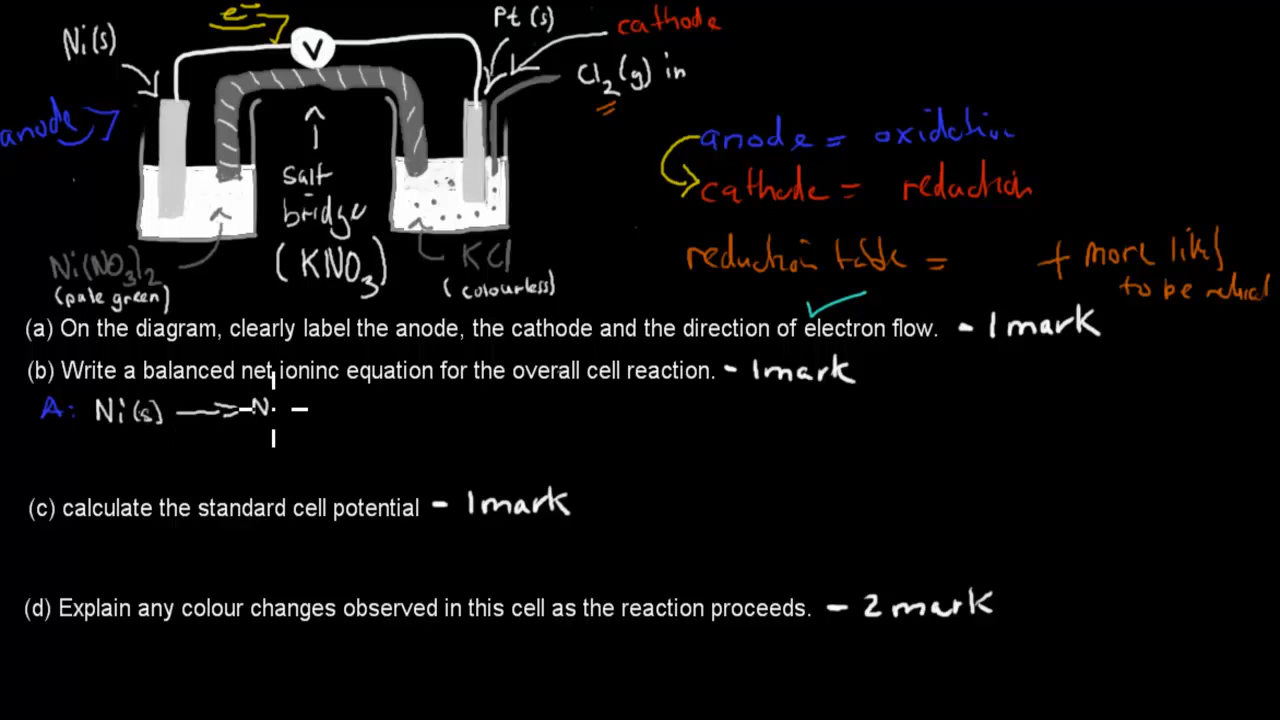 e⁻
Pt (s)
cathode
Ni(s)
V
Cl₂(g) in
anode
anode = oxidation
salt
bridge
(KNO₃)
cathode = reduction
Ni(NO₃)₂
(pale green)
KCl
(colourless)
reduction = + more likely
to be
(a) On the diagram, clearly label the anode, the cathode and the direction of electron flow. - 1 mark
(b) Write a balanced net ioninc equation for the overall cell reaction. - 1 mark
A: Ni(s) → N
(c) calculate the standard cell potential - 1 mark
(d) Explain any colour changes observed in this cell as the reaction proceeds. - 2 mark